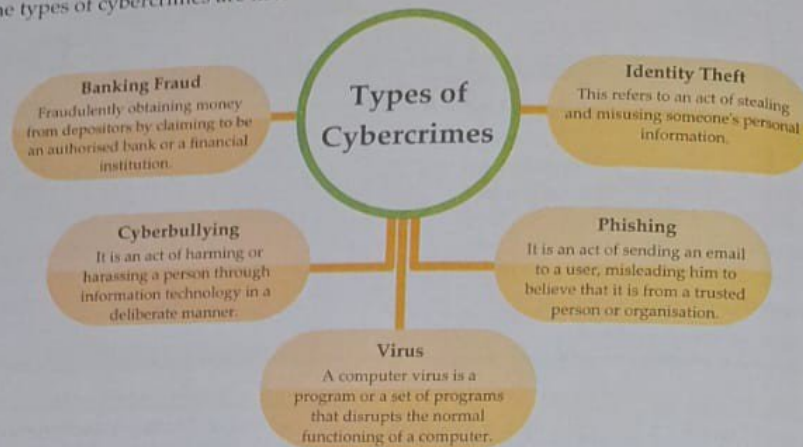 types of cybercrimes are
Types of
Cybercrimes
Banking Fraud
Fraudulently obtaining money
from depositors by claiming to be
an authorised bank or a financial
institution.
Identity Theft
This refers to an act of stealing
and misusing someone's personal
information.
Cyberbullying
It is an act of harming or
harassing a person through
information technology in a
deliberate manner.
Phishing
It is an act of sending an email
to a user, misleading him to
believe that it is from a trusted
person or organisation.
Virus
A computer virus is a
program or a set of programs
that disrupts the normal
functioning of a computer.